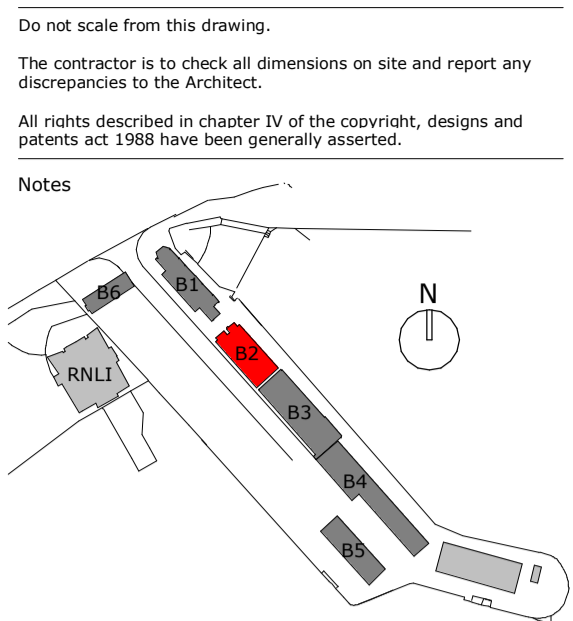 Do not scale from this drawing.
The contractor is to check all dimensions on site and report any
discrepancies to the Architect.
All rights described in chapter IV of the copyright, designs and
patents act 1988 have been generally asserted.
Notes
B1
B6
N
B2
RNLI
B3
B4
B5